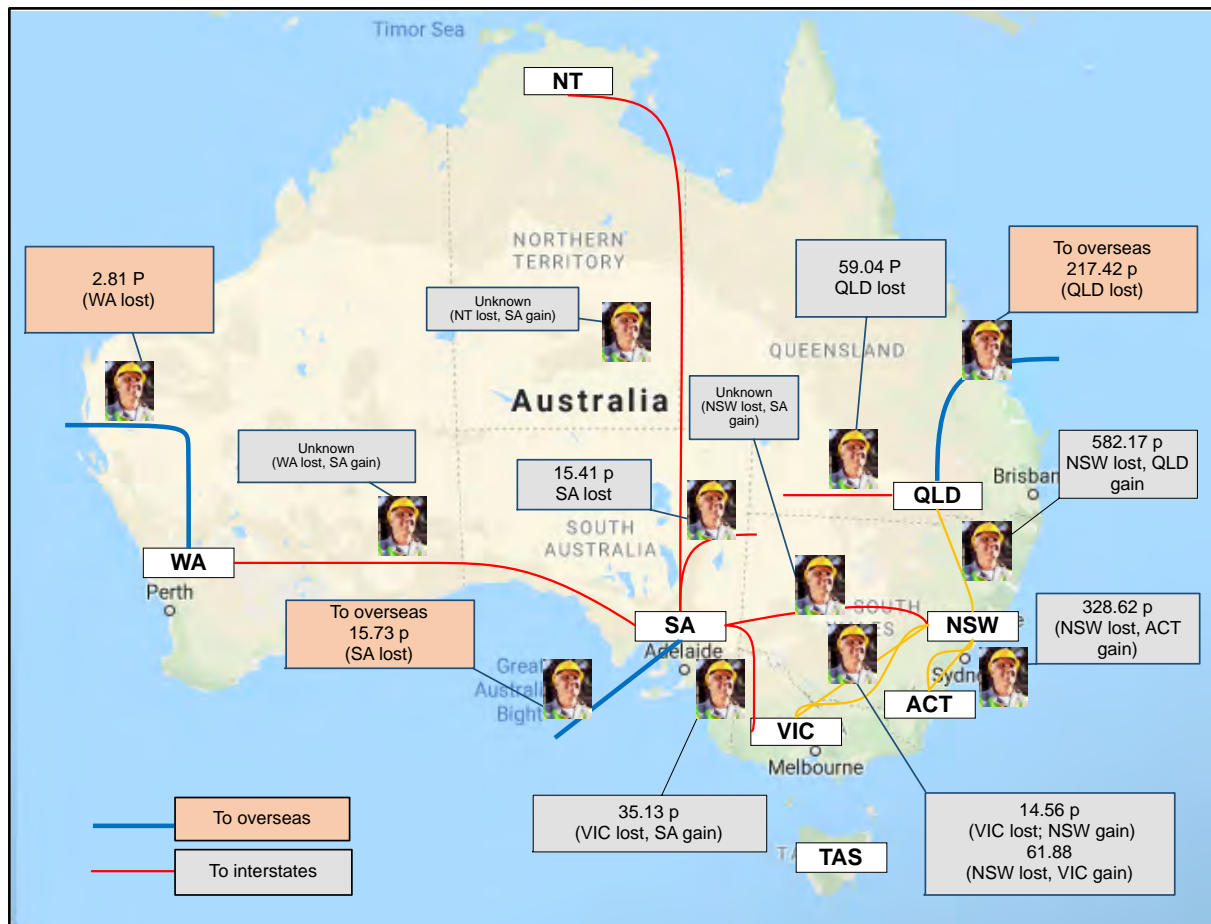 Timor Sea
NT
NORTHERN
TERRITORY
2.81 P
(WA lost)
Unknown
(NT lost, SA gain)
59.04 P
QLD lost
To overseas
217.42 p
(QLD lost)
QUEENSLAND
Australia
Unknown
(NSW lost, SA
gain)
Unknown
(WA lost, SA gain)
15.41 p
SA lost
582.17 p
NSW lost, QLD
gain
QLD
Brisban
SOUTH
AUSTRALIA
WA
Perth
To overseas
15.73 p
(SA lost)
SA
Adelaide
SOUTH
WALES
NSW
328.62 p
(NSW lost, ACT
gain)
Sydne
Great
Australi
Bight
ACT
VIC
Melbourne
35.13 p
(VIC lost, SA gain)
14.56 p
(VIC lost; NSW gain)
61.88
(NSW lost, VIC gain)
TAS
To overseas
To interstates